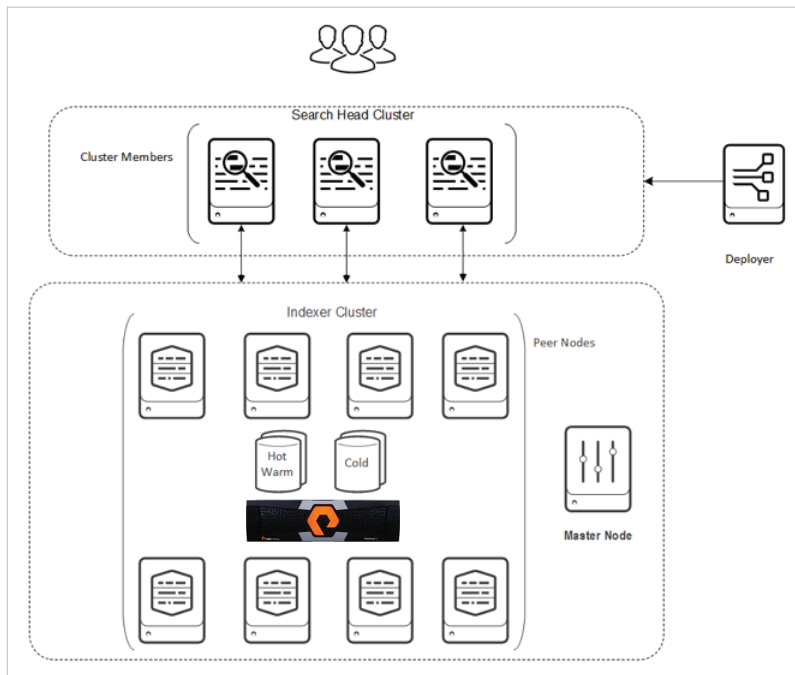 Search Head Cluster
Cluster Members
Deployer
Indexer Cluster
Peer Nodes
Hot
Warm
Cold
Master Node